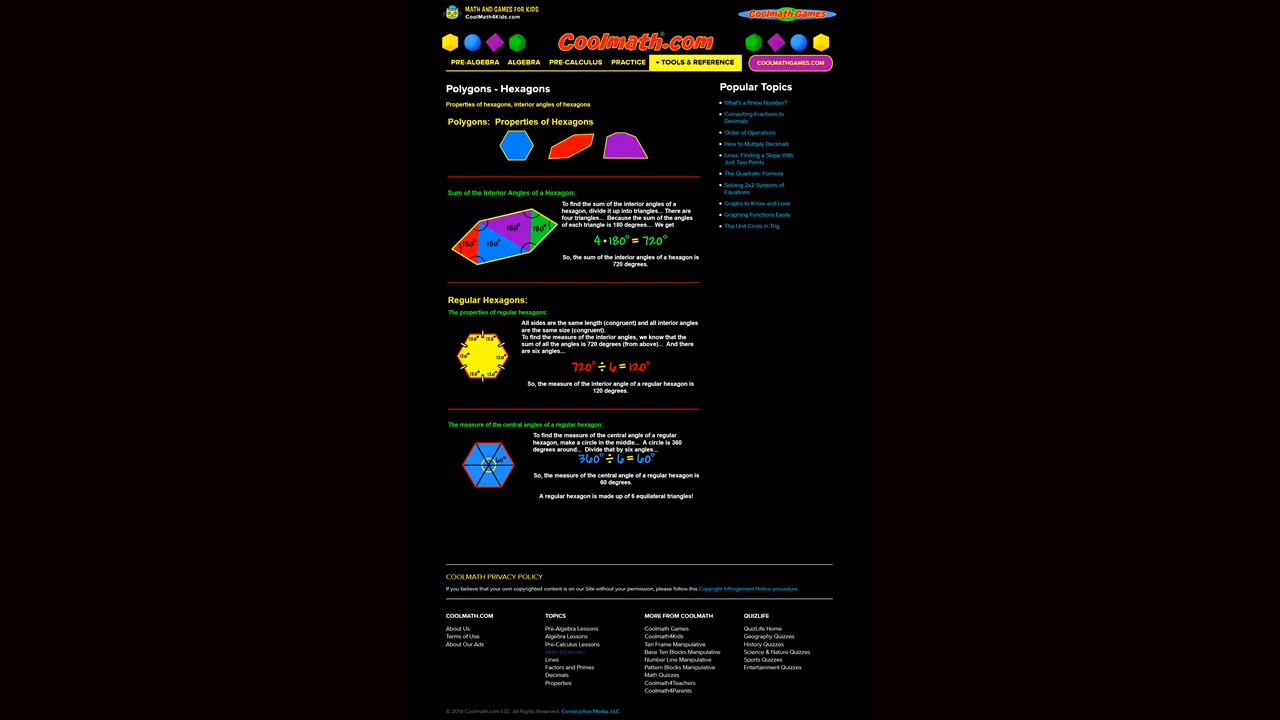 MATH AND GAMES FOR KIDS
CoolMath4Kids.com
Coolmath Games
Coolmath.com
PRE-ALGEBRA ALGEBRA PRE-CALCULUS PRACTICE TOOLS & REFERENCE COOLMATHGAMES.COM
Polygons - Hexagons
Properties of hexagons, interior angles of hexagons
Polygons: Properties of Hexagons
Sum of the Interior Angles of a Hexagon:
180° 180° 180° 180°
To find the sum of the interior angles of a
hexagon, divide it up into triangles... There are
four triangles... Because the sum of the angles
of each triangle is 180 degrees... We get
4 • 180° = 720°
So, the sum of the interior angles of a hexagon is
720 degrees.
Regular Hexagons:
The properties of regular hexagons:
120° 120°
120° 120°
120° 120°
All sides are the same length (congruent) and all interior angles
are the same size (congruent).
To find the measure of the interior angles, we know that the
sum of all the angles is 720 degrees (from above)... And there
are six angles...
720° ÷ 6 = 120°
So, the measure of the interior angle of a regular hexagon is
120 degrees.
The measure of the central angles of a regular hexagon:
60°
To find the measure of the central angle of a regular
hexagon, make a circle in the middle... A circle is 360
degrees around... Divide that by six angles...
360° ÷ 6 = 60°
So, the measure of the central angle of a regular hexagon is
60 degrees.
A regular hexagon is made up of 6 equilateral triangles!
Popular Topics
What's a Prime Number?
Converting Fractions to
Decimals
Order of Operations
How to Multiply Decimals
Lines: Finding a Slope With
Just Two Points
The Quadratic Formula
Solving 2x2 Systems of
Equations
Graphs to Know and Love
Graphing Functions Easily
The Unit Circle in Trig
COOLMATH PRIVACY POLICY
If you believe that your own copyrighted content is on our Site without your permission, please follow this Copyright Infringement Notice procedure.
COOLMATH.COM
About Us
Terms of Use
About Our Ads
TOPICS
Pre-Algebra Lessons
Algebra Lessons
Pre-Calculus Lessons
Math Dictionary
Lines
Factors and Primes
Decimals
Properties
MORE FROM COOLMATH
Coolmath Games
Coolmath4Kids
Ten Frame Manipulative
Base Ten Blocks Manipulative
Number Line Manipulative
Pattern Blocks Manipulative
Math Quizzes
Coolmath4Teachers
Coolmath4Parents
QUIZLIFE
QuizLife Home
Geography Quizzes
History Quizzes
Science & Nature Quizzes
Sports Quizzes
Entertainment Quizzes
© 2019 Coolmath.com LLC. All Rights Reserved. Constructive Media, LLC